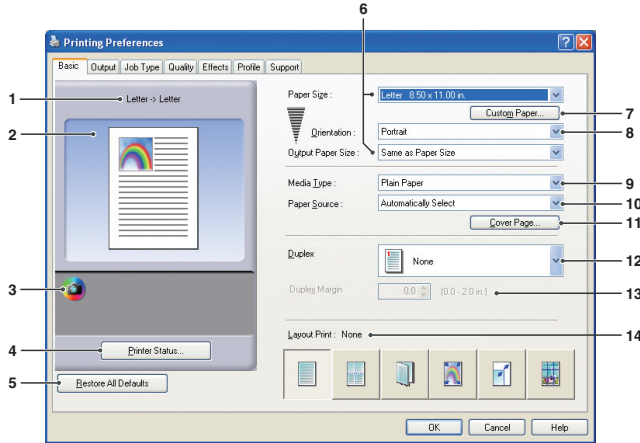 6
Printing Preferences
Basic Output Job Type Quality Effects Profile Support
1 Letter -> Letter
2
3
4 Printer Status...
5 Restore All Defaults
Paper Size : Letter 8.50 x 11.00 in.
Custom Paper... 7
Orientation : Portrait 8
Output Paper Size : Same as Paper Size
Media Type : Plain Paper 9
Paper Source : Automatically Select 10
Cover Page... 11
Duplex None 12
Duplex Margin 0.0 (0.0 - 2.0 in.) 13
Layout Print : None 14
OK Cancel Help